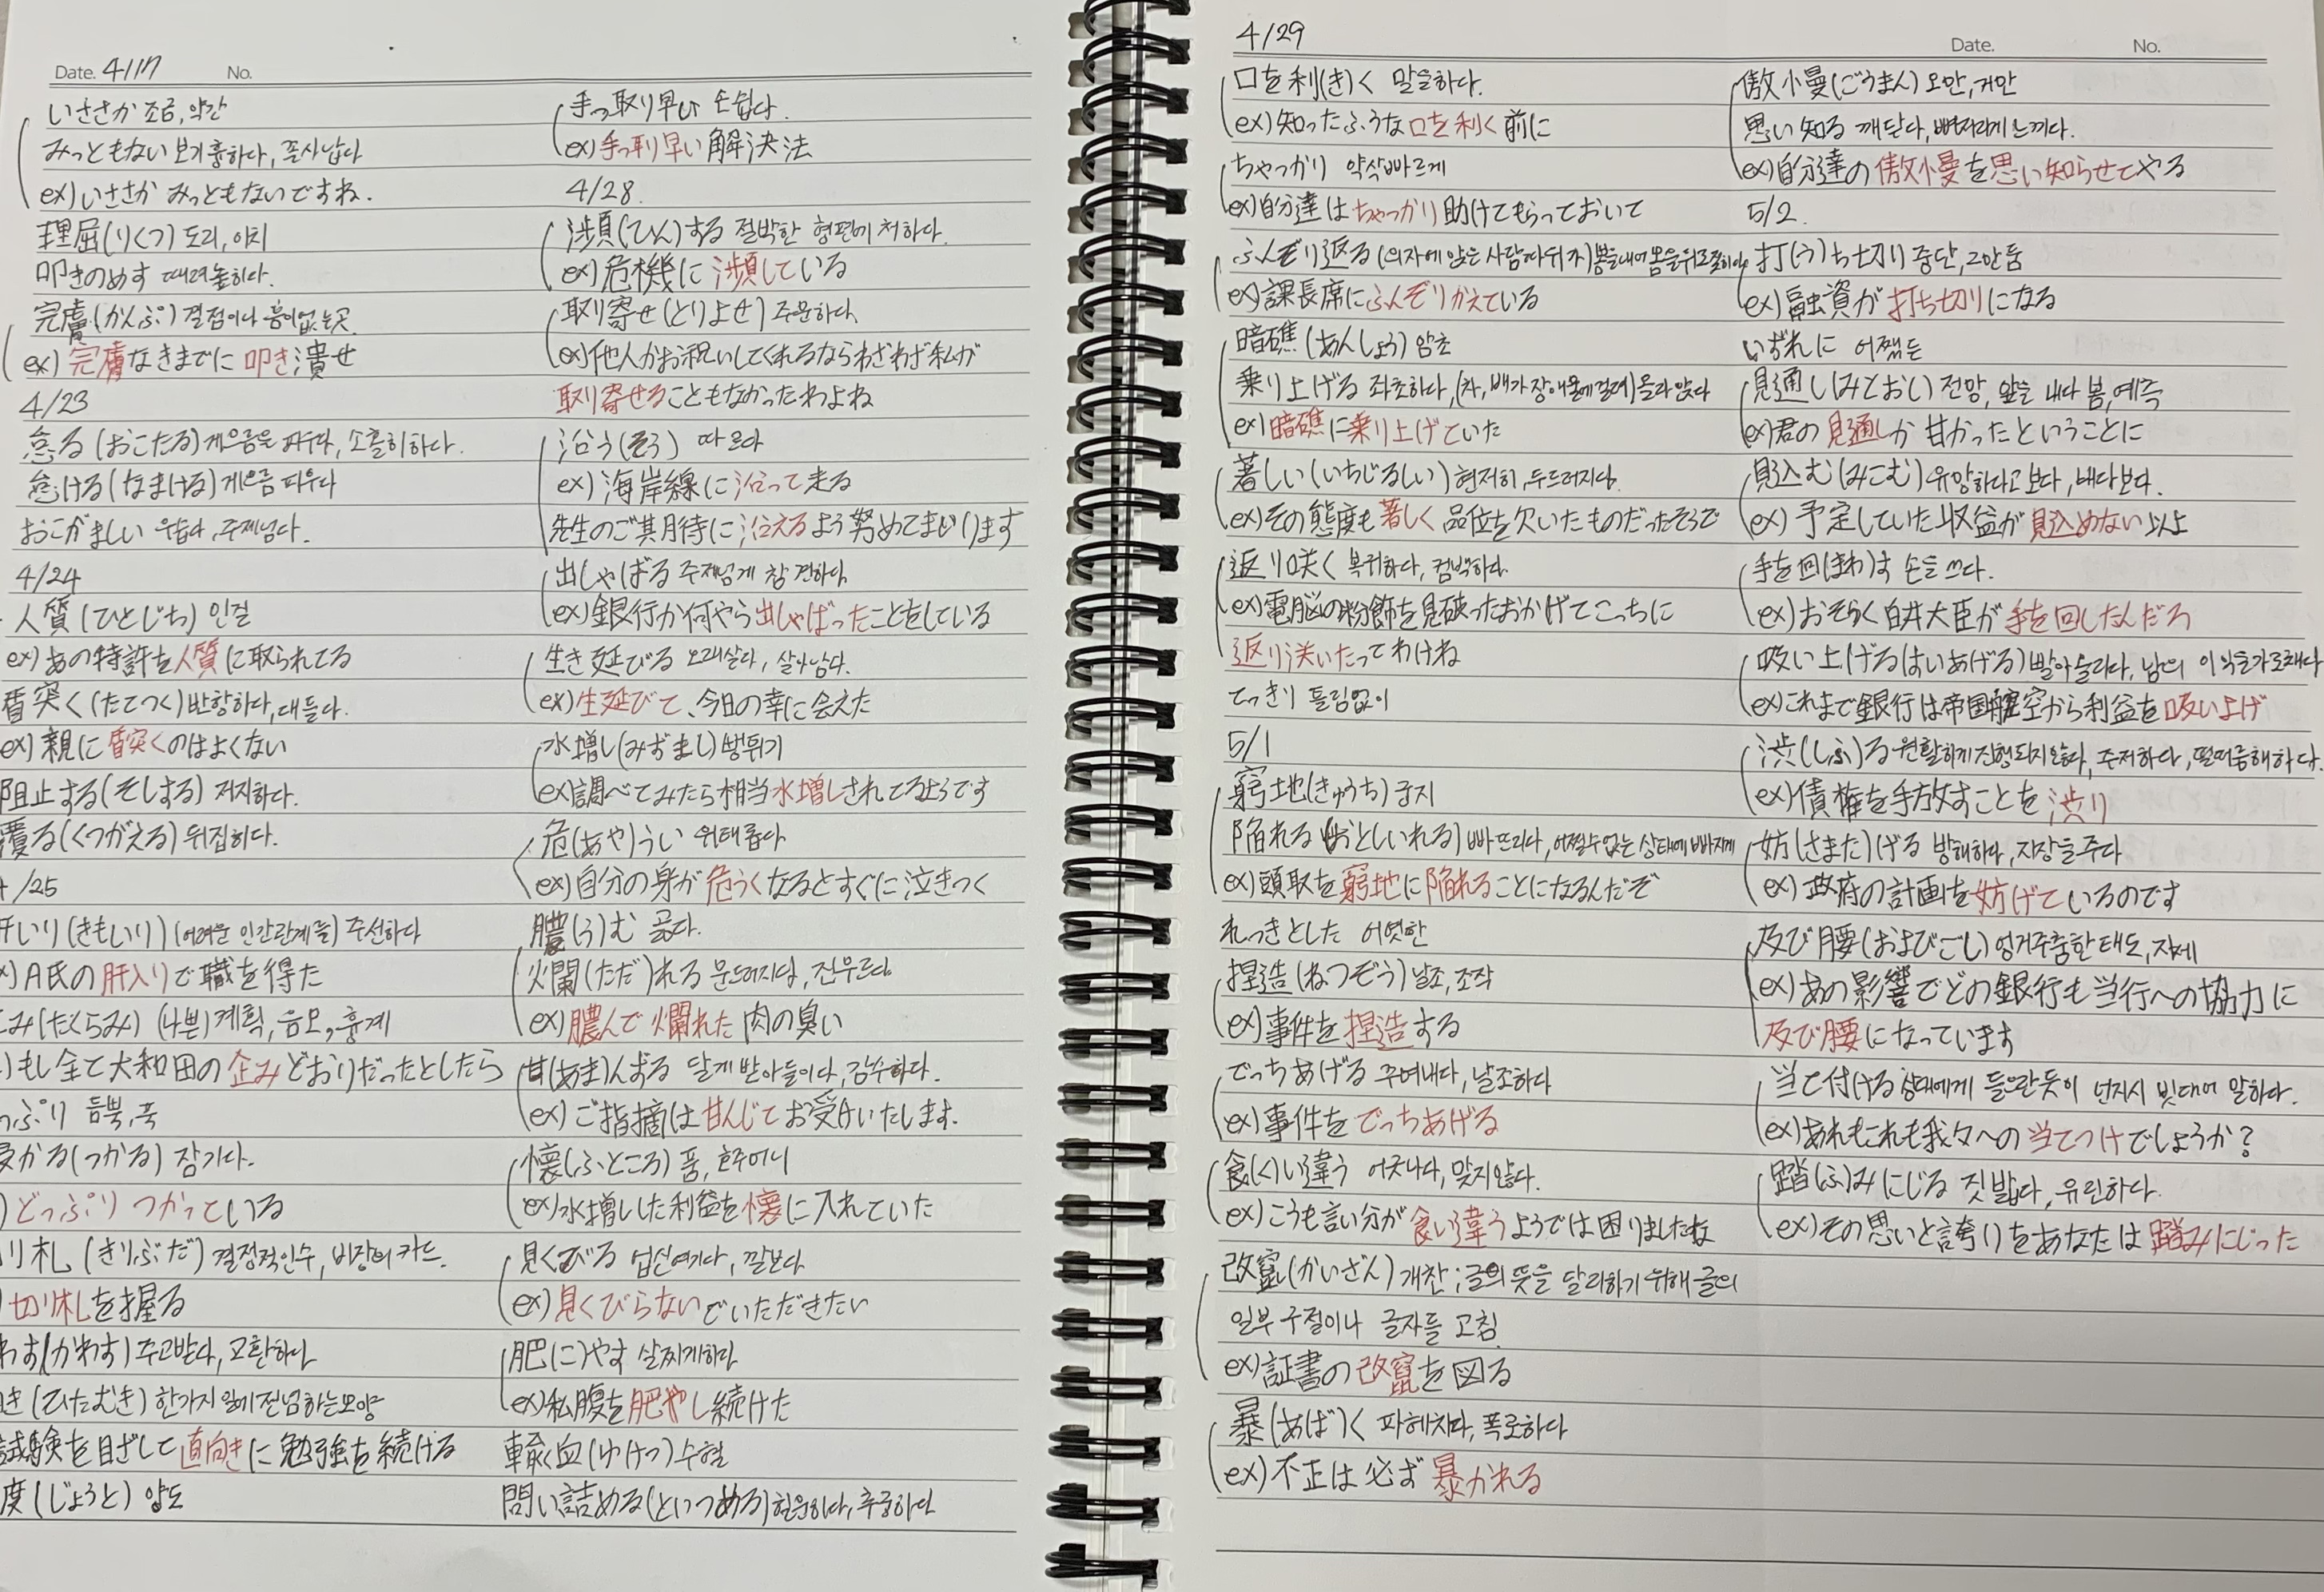 Date. 4/17 No.
いささか 조금, 약간
みっともない 보기 흉하다, 꼴사납다
ex) いささか みっともないですね.
理屈(りくつ) 도리, 이치
叩きのめす 때려눕히다.
完膚(かんぷ) 결점이나 흠이 없는 곳.
ex) 完膚なきまでに 叩き潰せ
4/23
怠る(おこたる) 게으름을 피우다, 소홀히하다.
怠ける(なまける) 게으름 피우다
おこがましい 우습다, 주제넘다.
4/24
人質(ひとじち) 인질
ex) あの特許を人質に取られてる
盾突く(たてつく) 반항하다, 대들다.
ex) 親に盾突くのはよくない
阻止する(そしする) 저지하다.
覆る(くつがえる) 뒤집히다.
/25
肝いり(きもいり) (어려운 인간관계를) 주선하다
) A氏の肝入りで職を得た
み(たくらみ) (나쁜) 계획, 음모, 흉계
) もし全て大和田の企みどおりだったとしたら
っぷり 듬뿍, 푹
かる(つかる) 잠기다.
) どっぷり つかっている
り札 (きりふだ) 결정적인수, 비장의 카드.
) 切り札を握る
わす(かわす) 주고받다, 교환하다
き(ひたむき) 한가지 일에 전념하는모양
試験を目ざして直向きに 勉強を続ける
度(じょうと) 양도
手っ取り早い 손쉽다.
ex) 手っ取り早い 解決法
4/28.
渉頻(ひん)する 절박한 형편에 처하다.
ex) 危機に 渉頻している
取り寄せ(とりよせ) 주문하다.
ex) 他人がお祝いしてくれるならわざわざ私が
取り寄せることもなかったわよね
沿う(そう) 따르다
ex) 海岸線に沿って走る
先生のご期待に沿えるよう努めてまいります
出しゃばる 주제넘게 참견하다.
ex) 銀行が何やら出しゃばったことをしている
生き延びる 오래살다, 살아남다.
ex) 生延びて、今日の幸に会えた
水増し(みずまし) 뻥튀기
ex) 調べてみたら相当水増しされてるようです
危(あや)うい 위태롭다
ex) 自分の身が 危うくなるとすぐに泣きつく
膿(う)む 곪다.
爛(ただ)れる 문드러지다, 진무르다.
ex) 膿んで 爛れた 肉の臭い
甘(あま)んずる 달게 받아들이다, 감수하다.
ex) ご指摘は甘んじてお受けいたします.
懐(ふところ) 품, 호주머니
ex) 水増しした利益を懐に入れていた
見くびる 업신여기다, 깔보다.
ex) 見くびらないでいただきたい
肥(こ)やす 살찌게하다
ex) 私腹を肥やし続けた
輸血(ゆけつ) 수혈
問い詰める(といつめる) 힐문하다, 추궁하다
4/29
Date. No.
口を利(き)く 말을하다.
ex) 知ったふうな口を利く前に
ちゃっかり 약삭빠르게
ex) 自分達はちゃっかり助けてもらっておいて
ふんぞり返る (의자에 앉은 사람 따위가) 몸을 뒤로 젖히다
ex) 課長席にふんぞりかえている
暗礁(あんしょう) 암초
乗り上げる 좌초하다, (차, 배가 장애물에 걸려) 올라앉다
ex) 暗礁に乗り上げていた
著しい(いちじるしい) 현저히, 두드러지다.
ex) その態度も著しく 品位を欠いたものだったそうで
返り咲く 복귀하다, 컴백하다.
ex) 電脳の粉飾を見破ったおかげでこっちに
返り咲いたってわけね
てっきり 틀림없이
5/1
窮地(きゅうち) 궁지
陥れる(おとしいれる) 빠뜨리다, 어쩔수없는 상태에 빠지게
ex) 頭取を窮地に陥れることになるんだぞ
れっきとした 어엿한
捏造(ねつぞう) 날조, 조작
ex) 事件を捏造する
でっちあげる 꾸며내다, 날조하다
ex) 事件をでっちあげる
食(く)い違う 어긋나다, 맞지않다.
ex) こうも言い分が食い違うようでは困りましたね
改竄(かいざん) 개찬; 글의 뜻을 달리하기 위해 글의
일부 구절이나 글자를 고침.
ex) 証書の改竄を図る
暴(あば)く 파헤치다, 폭로하다
ex) 不正は必ず暴かれる
傲慢(ごうまん) 오만, 거만
思い知る 깨닫다, 뼈저리게 느끼다.
ex) 自分達の傲慢を思い知らせてやる
5/2.
打(う)ち切り 중단, 그만둠
ex) 融資が打ち切りになる
いずれに 어쨌든
見通し(みとおし) 전망, 앞을 내다 봄, 예측
ex) 君の見通しが甘かったということに
見込む(みこむ) 유망하다고 보다, 내다보다.
ex) 予定していた収益が見込めない以上
手を回(まわ)す 손을 쓰다.
ex) おそらく白井大臣が手を回したんだろ
吸い上げる(はいあげる) 빨아올리다, 남의 이익을 가로채다
ex) これまで銀行は帝国航空から利益を吸い上げ
渋(しぶ)る 원활하게 진행되지않다, 주저하다, 떨떠름해하다.
ex) 債権を手放すことを渋り
妨(さまた)げる 방해하다, 지장을 주다
ex) 政府の計画を妨げているのです
及び腰(およびごし) 엉거주춤한 태도, 자세
ex) あの影響でどの銀行も当行への協力に
及び腰になっています
当て付ける 상대에게 들으란듯이 넌지시 빗대어 말하다.
ex) あれもこれも我々への当てつけでしょうか?
踏(ふ)みにじる 짓밟다, 유린하다.
ex) その思いと誇りをあなたは踏みにじった